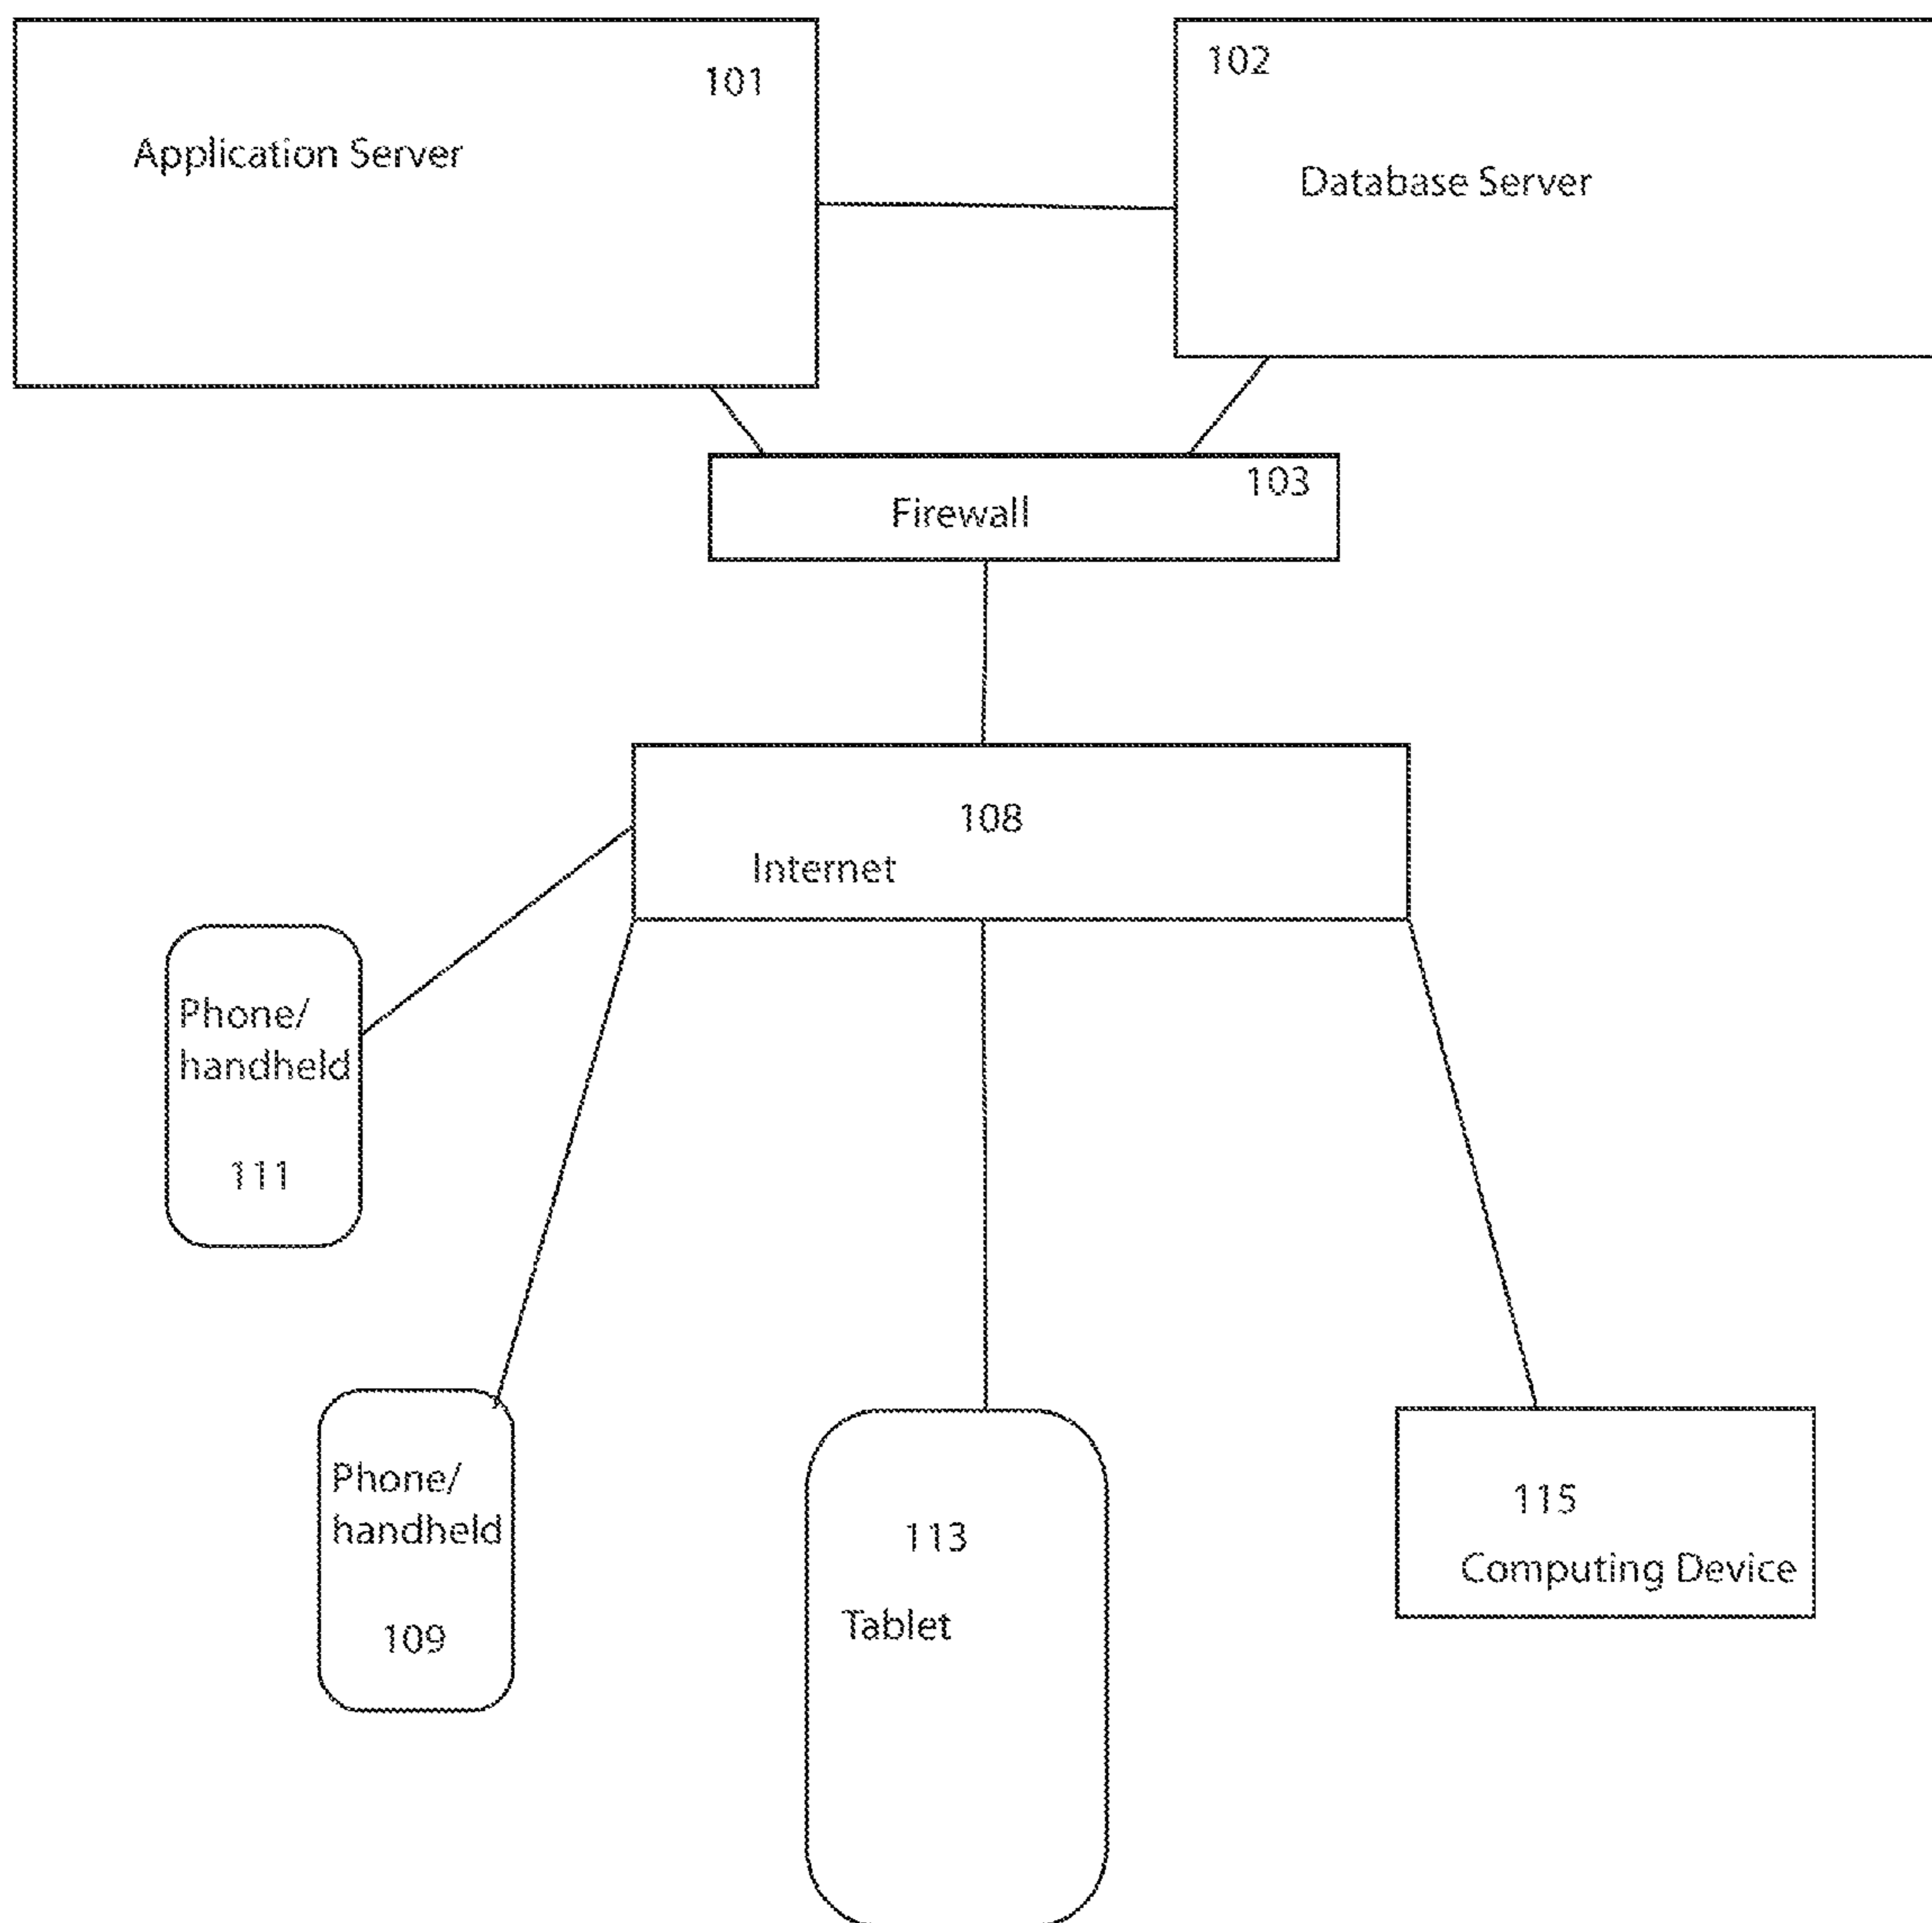 101
Application Server
102
Database Server
103
Firewall
108
Internet
Phone/
handheld
111
Phone/
handheld
109
113
Tablet
115
Computing Device